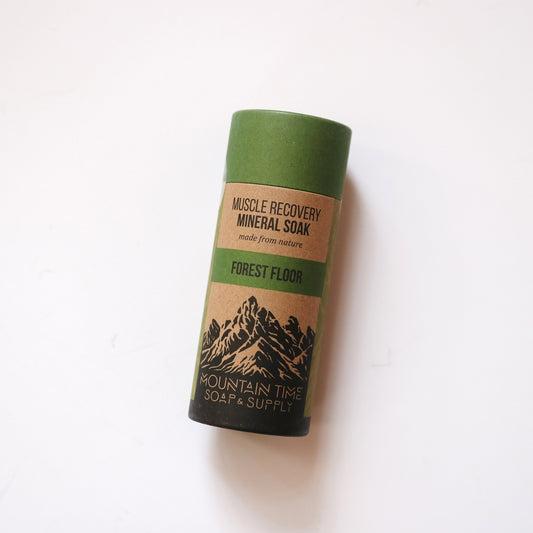 MUSCLE RECOVERY
MINERAL SOAK
made from nature
FOREST FLOOR
MOUNTAIN TIME
SOAP & SUPPLY